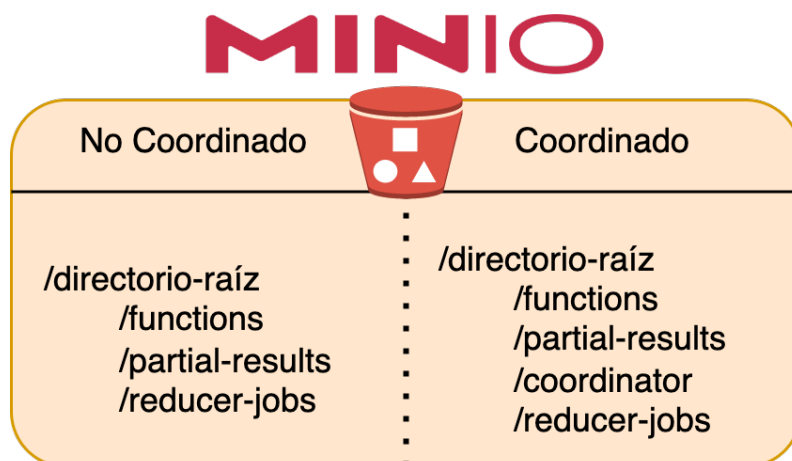 MINIO
No Coordinado
Coordinado
/directorio-raíz
/functions
/partial-results
/reducer-jobs
/directorio-raíz
/functions
/partial-results
/coordinator
/reducer-jobs